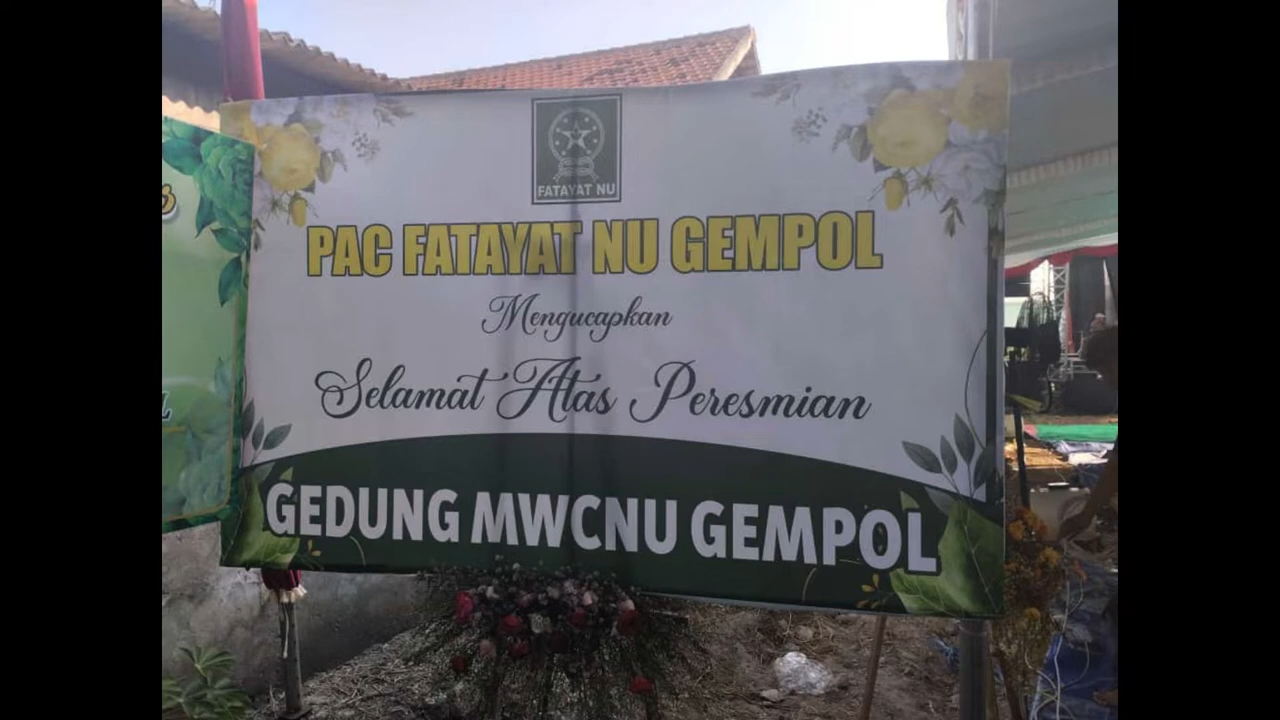 FATAYAT NU
PAC FATAYAT NU GEMPOL
Mengucapkan
Selamat Atas Peresmian
GEDUNG MWCNU GEMPOL